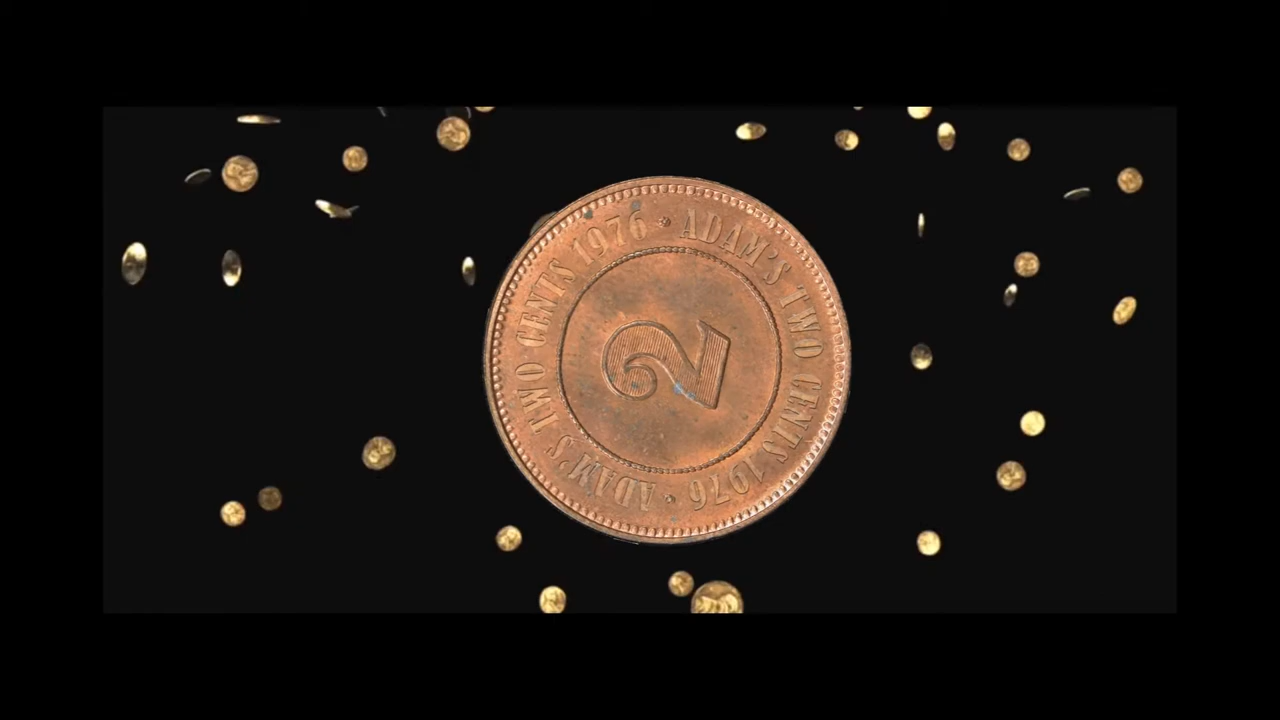 ADAM'S TWO CENTS 1976 • ADAM'S TWO CENTS 1976 •
2